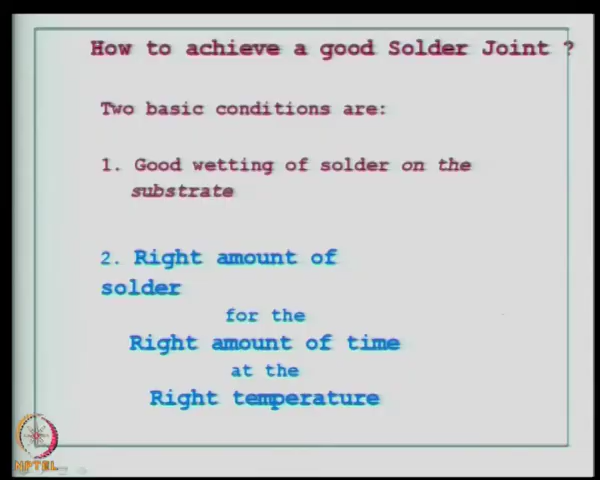 How to achieve a good Solder Joint ?
Two basic conditions are:
1. Good wetting of solder on the
substrate
2. Right amount of
solder
for the
Right amount of time
at the
Right temperature
NPTEL